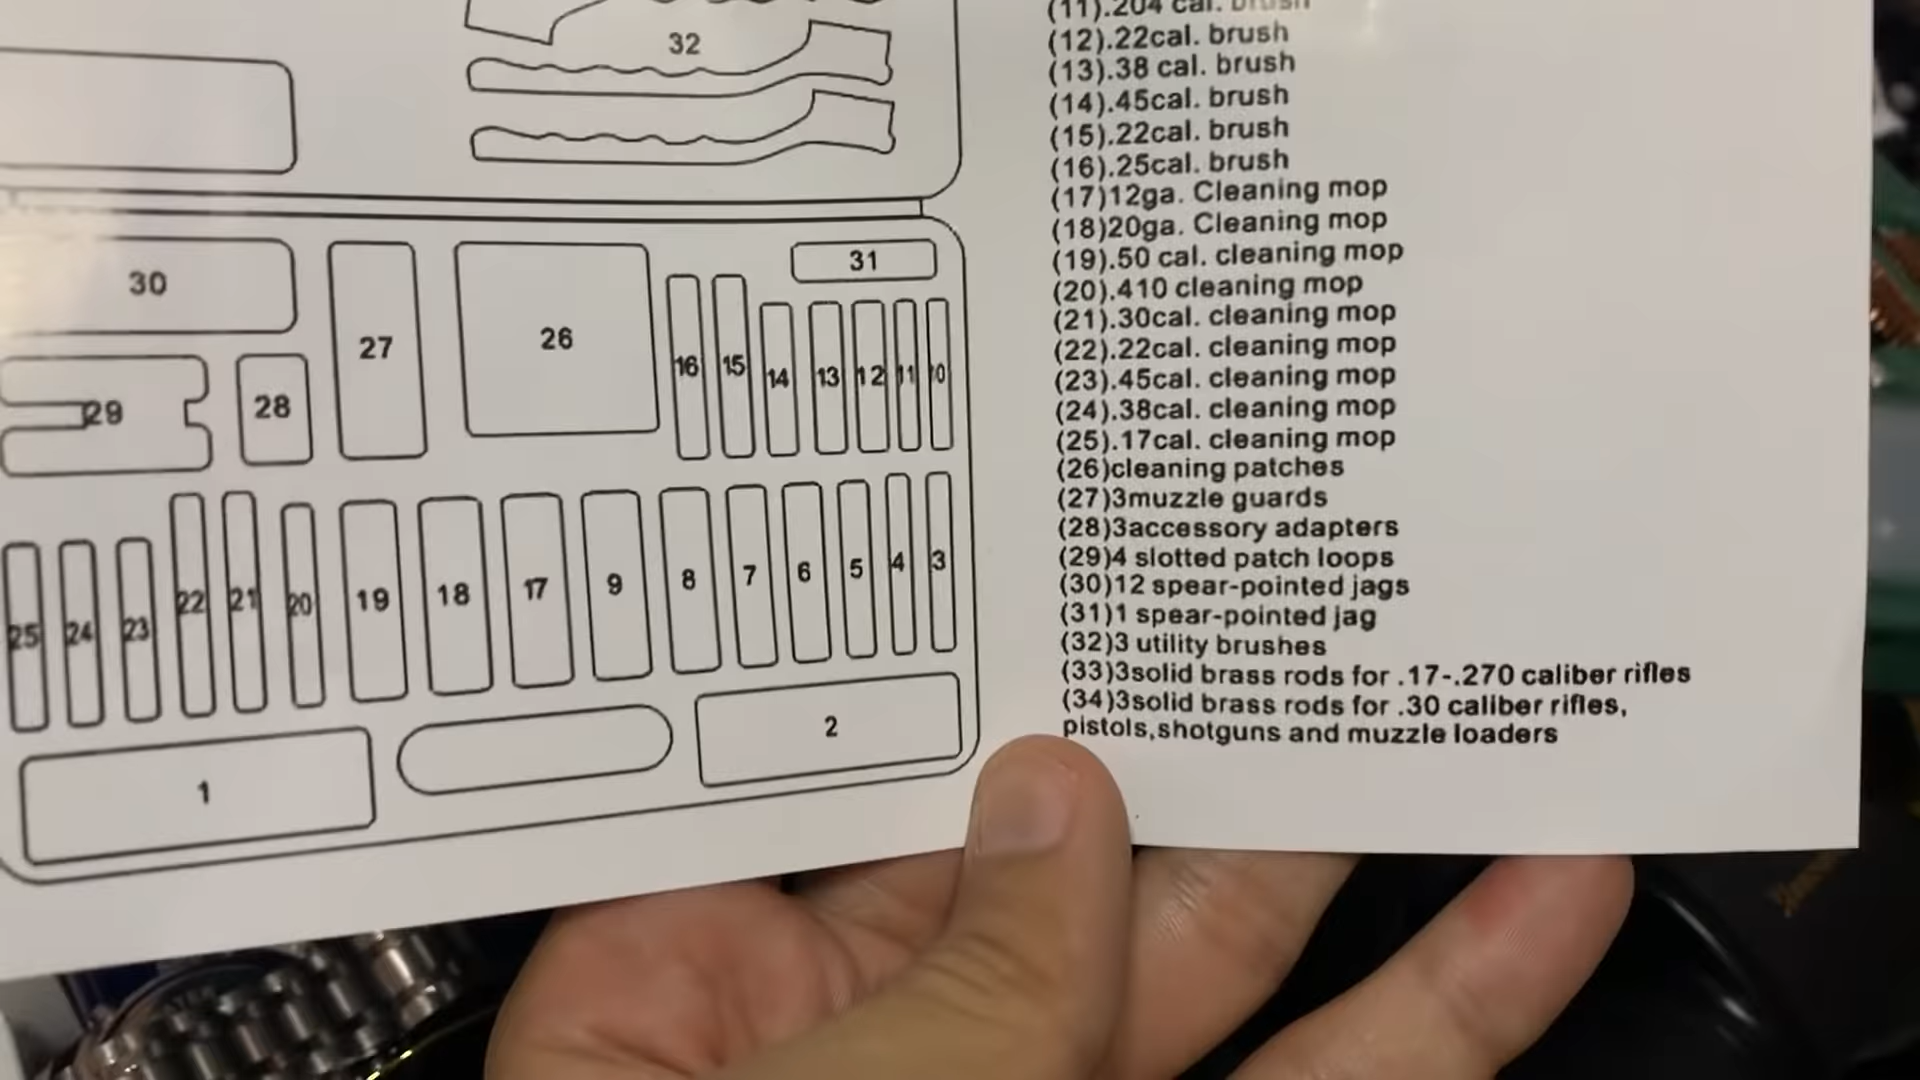 32
30
27
26
31
16
15
14
13
12
11
29
28
25
24
23
22
21
20
19
18
17
9
8
7
6
5
4
3
1
2
(11).204 cal. brush
(12).22cal. brush
(13).38 cal. brush
(14).45cal. brush
(15).22cal. brush
(16).25cal. brush
(17)12ga. Cleaning mop
(18)20ga. Cleaning mop
(19).50 cal. cleaning mop
(20).410 cleaning mop
(21).30cal. cleaning mop
(22).22cal. cleaning mop
(23).45cal. cleaning mop
(24).38cal. cleaning mop
(25).17cal. cleaning mop
(26)cleaning patches
(27)3muzzle guards
(28)3accessory adapters
(29)4 slotted patch loops
(30)12 spear-pointed jags
(31)1 spear-pointed jag
(32)3 utility brushes
(33)3solid brass rods for .17-.270 caliber rifles
(34)3solid brass rods for .30 caliber rifles,
pistols,shotguns and muzzle loaders